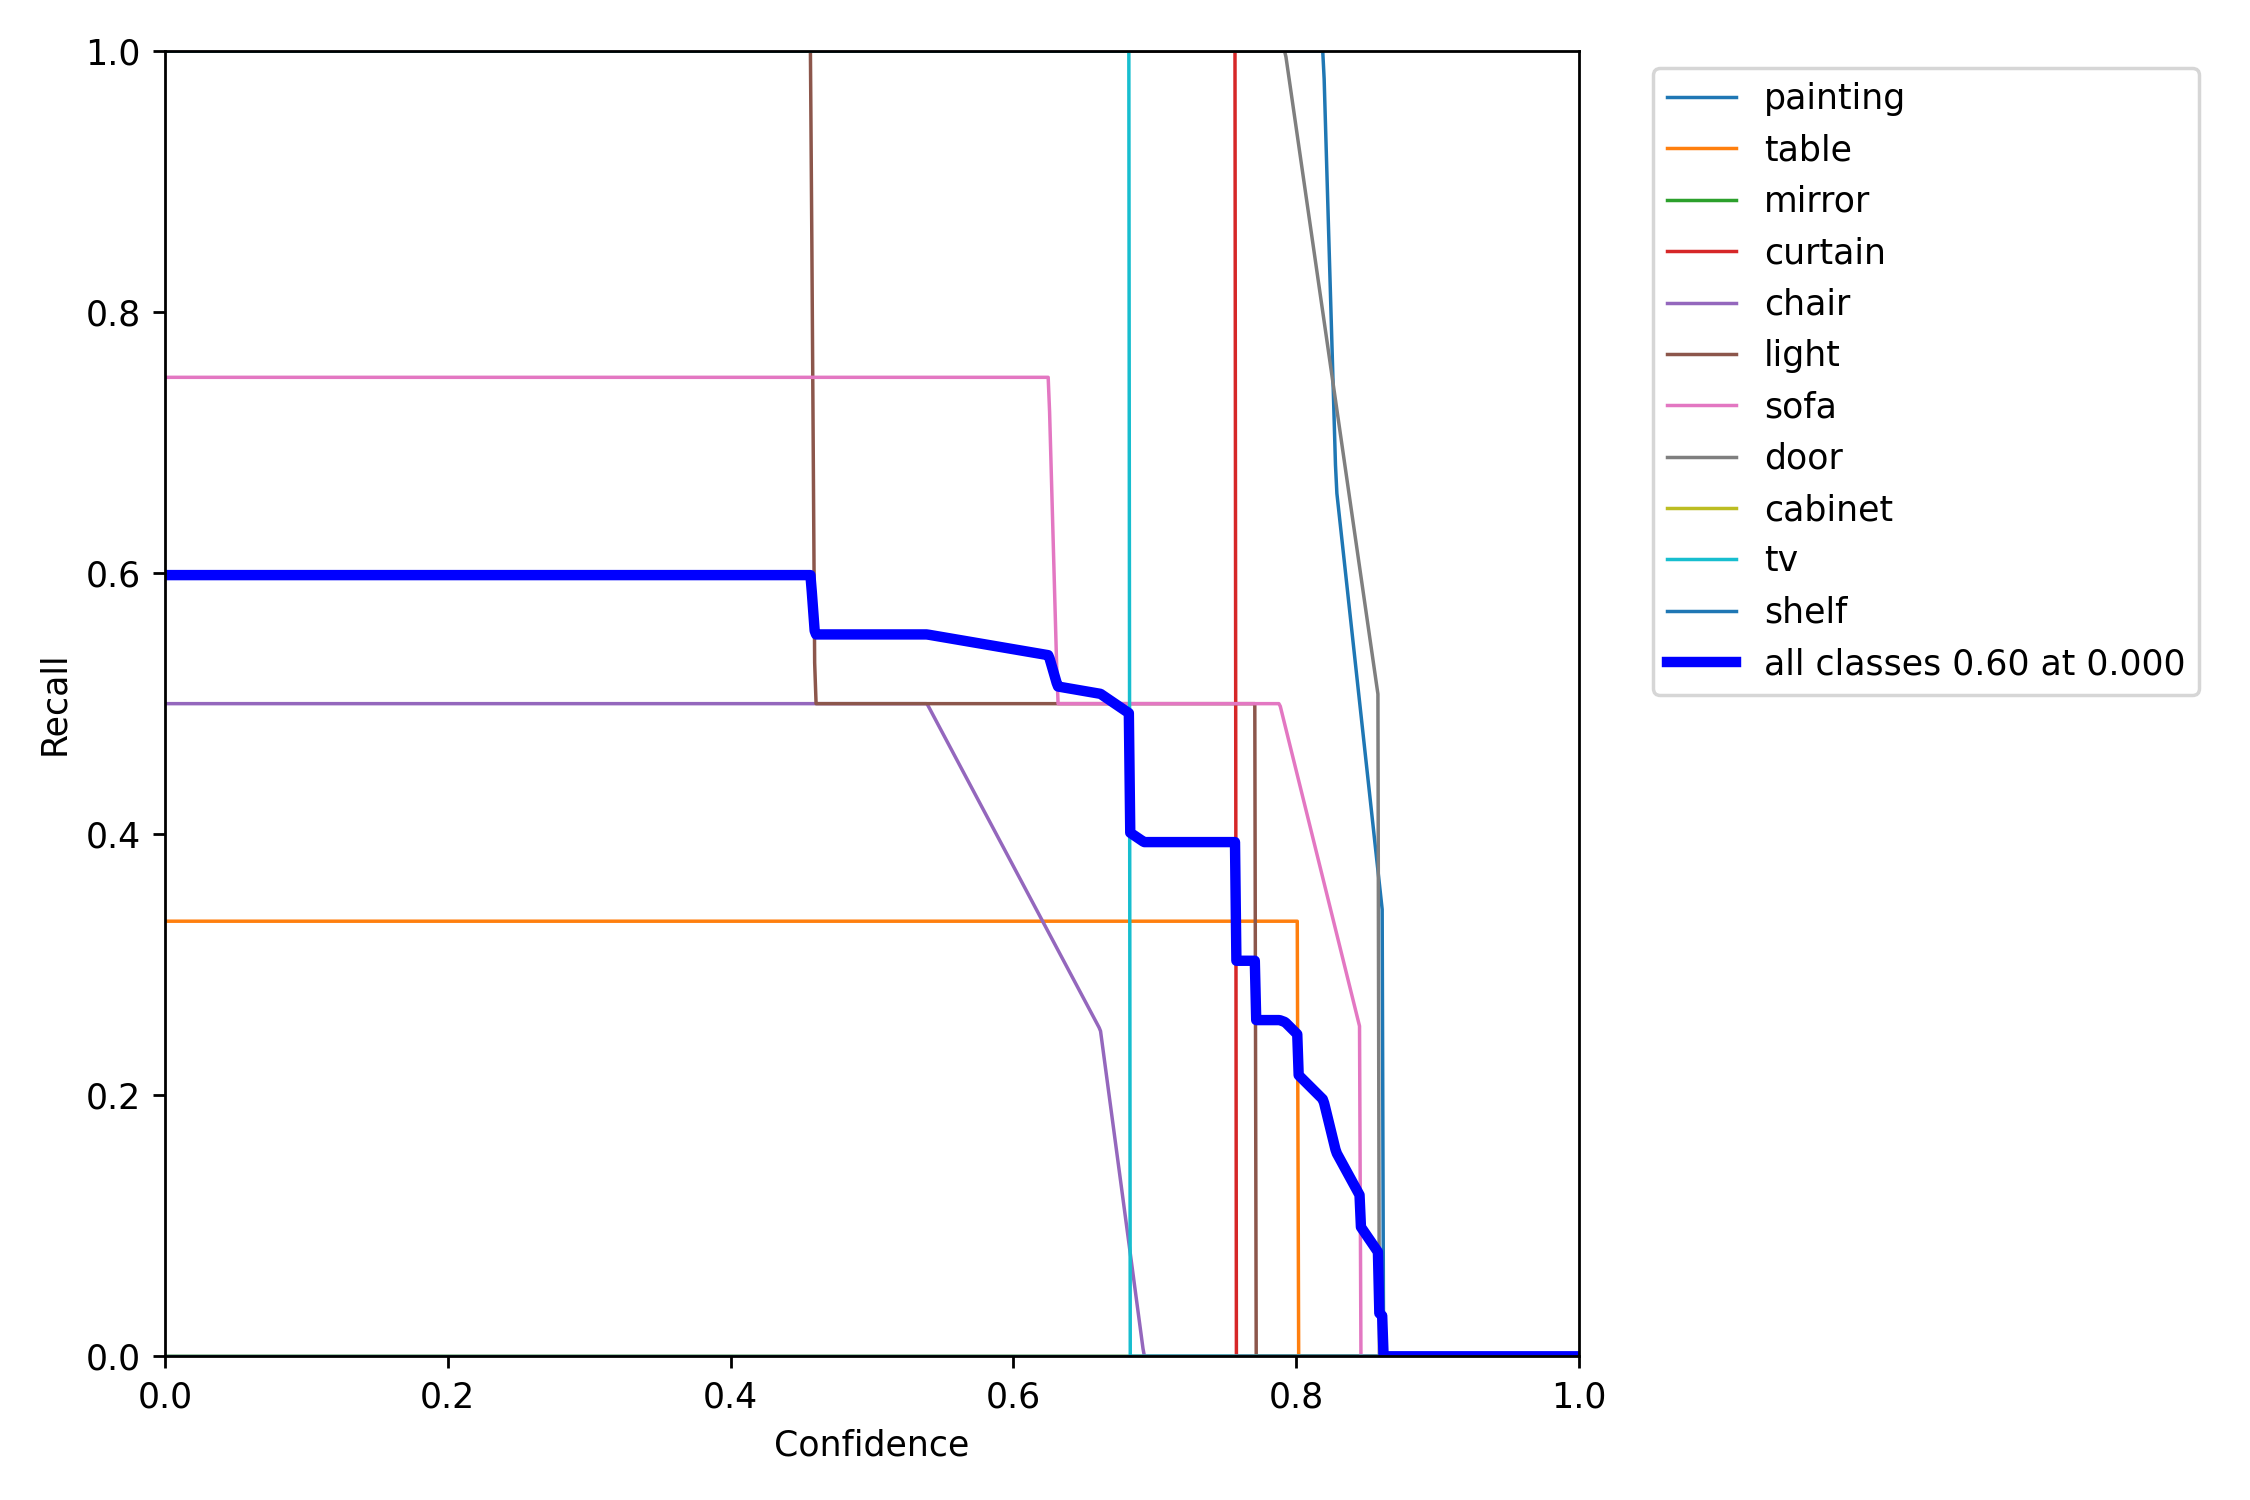 1.0
0.8
0.6
0.4
0.2
0.0
Recall
0.0 0.2 0.4 0.6 0.8 1.0
Confidence
painting
table
mirror
curtain
chair
light
sofa
door
cabinet
tv
shelf
all classes 0.60 at 0.000